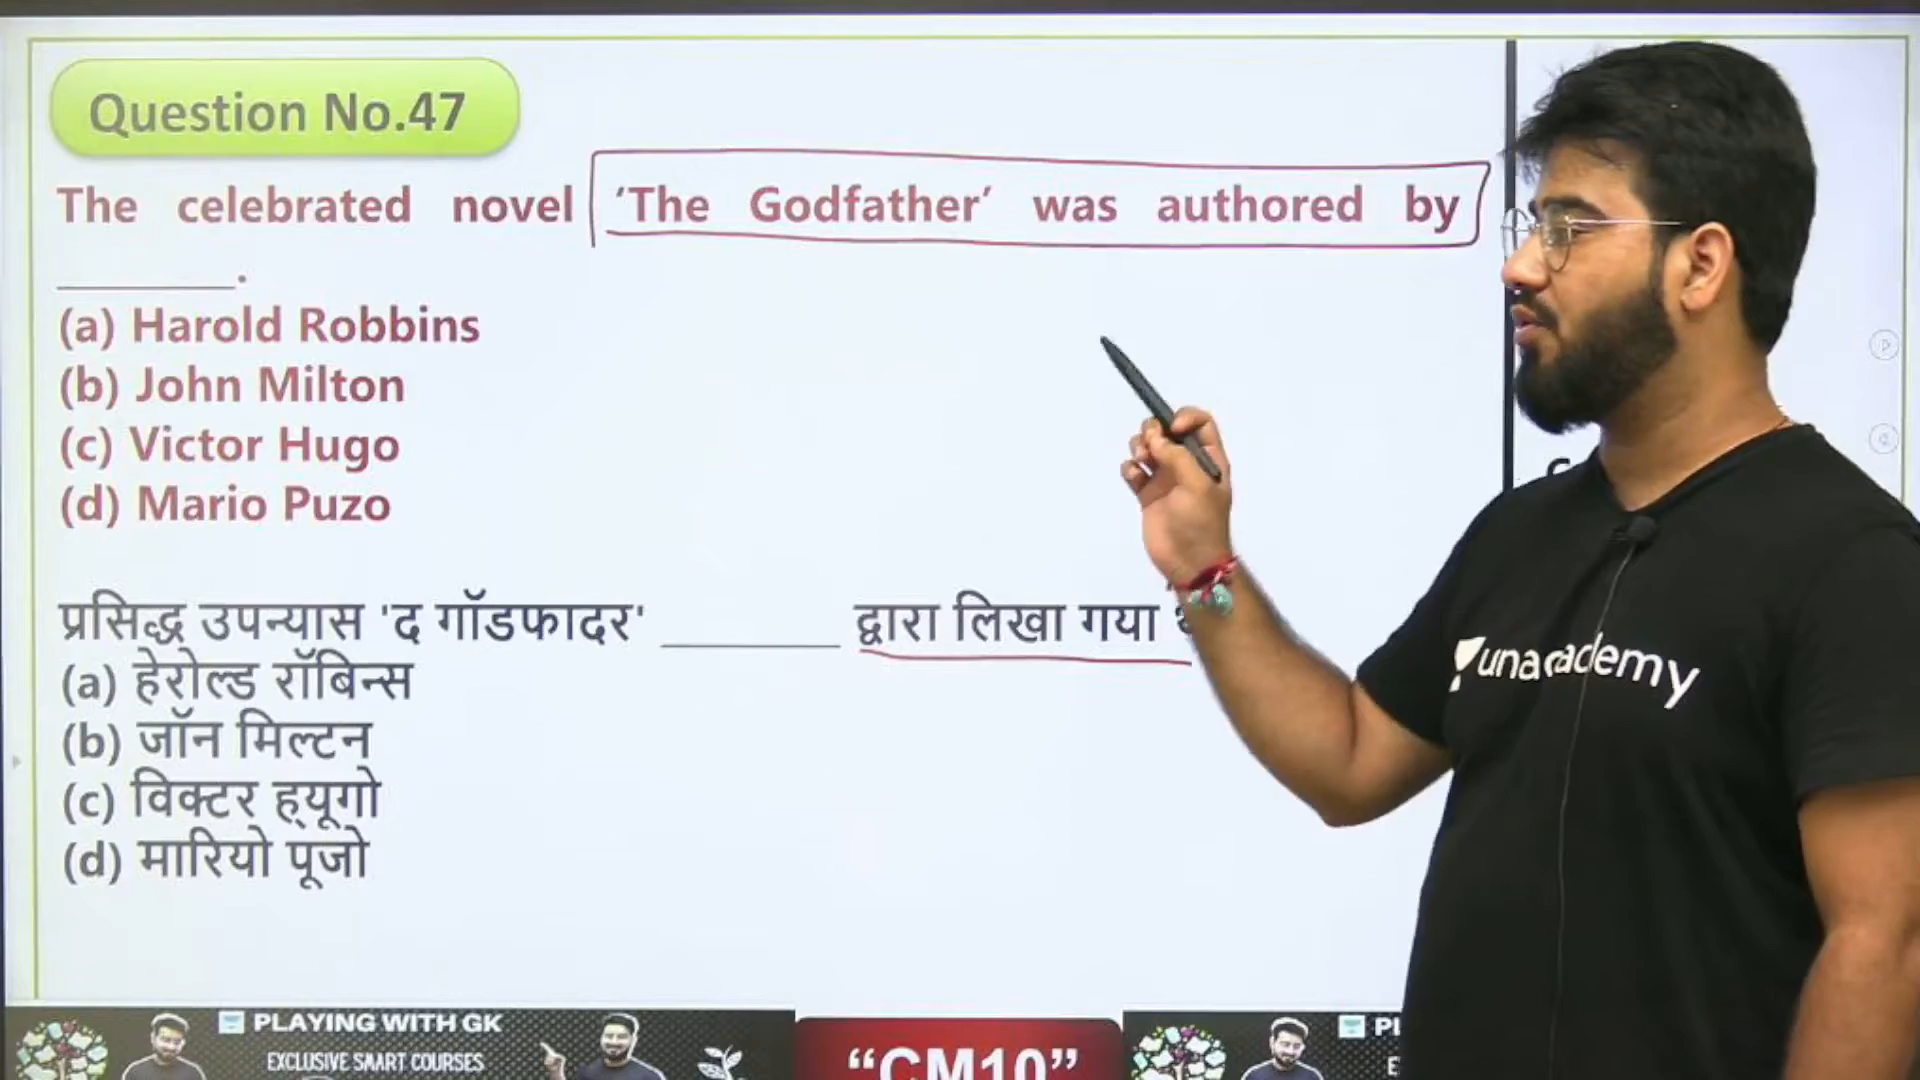 Question No.47
The celebrated novel 'The Godfather' was authored by
________.
(a) Harold Robbins
(b) John Milton
(c) Victor Hugo
(d) Mario Puzo
प्रसिद्ध उपन्यास 'द गॉडफादर' ________ द्वारा लिखा गया
(a) हेरोल्ड रॉबिन्स
(b) जॉन मिल्टन
(c) विक्टर ह्यूगो
(d) मारियो पूजो
unacademy
PLAYING WITH GK
EXCLUSIVE SMART COURSES
"CM10"